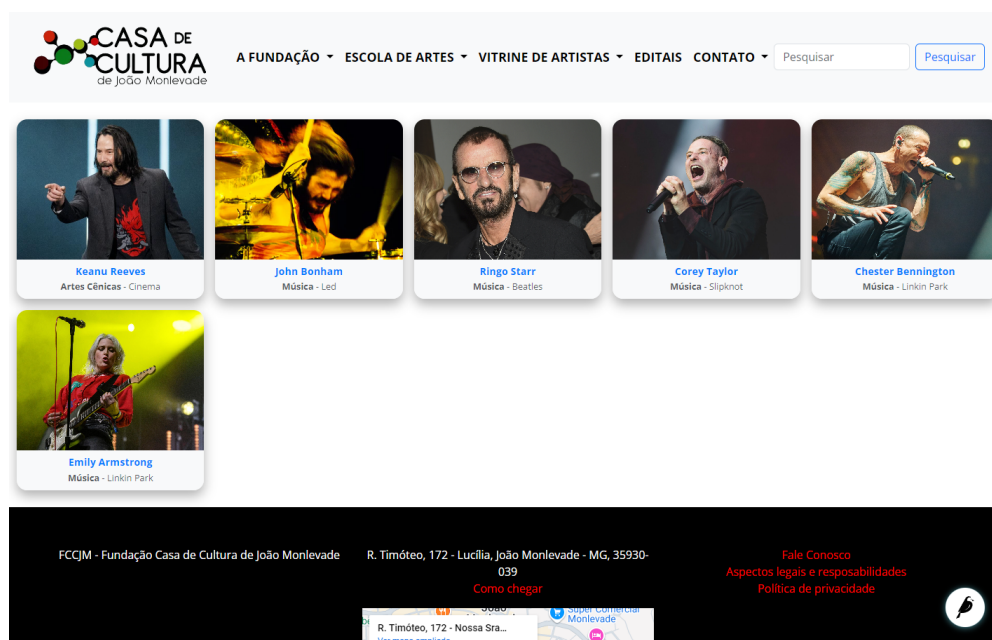 CASA DE
CULTURA
de João Monlevade
A FUNDAÇÃO ESCOLA DE ARTES VITRINE DE ARTISTAS EDITAIS CONTATO Pesquisar Pesquisar
Keanu Reeves John Bonham Ringo Starr Corey Taylor Chester Bennington
Artes Cênicas - Cinema Música - Led Música - Beatles Música - Slipknot Música - Linkin Park
Emily Armstrong
Música - Linkin Park
FCCJM - Fundação Casa de Cultura de João Monlevade R. Timóteo, 172 - Lucília, João Monlevade - MG, 35930- Fale Conosco
039 Aspectos legais e resposabilidades
Como chegar Política de privacidade
João Super Comercial
Monlevade
R. Timóteo, 172 - Nossa Sra...